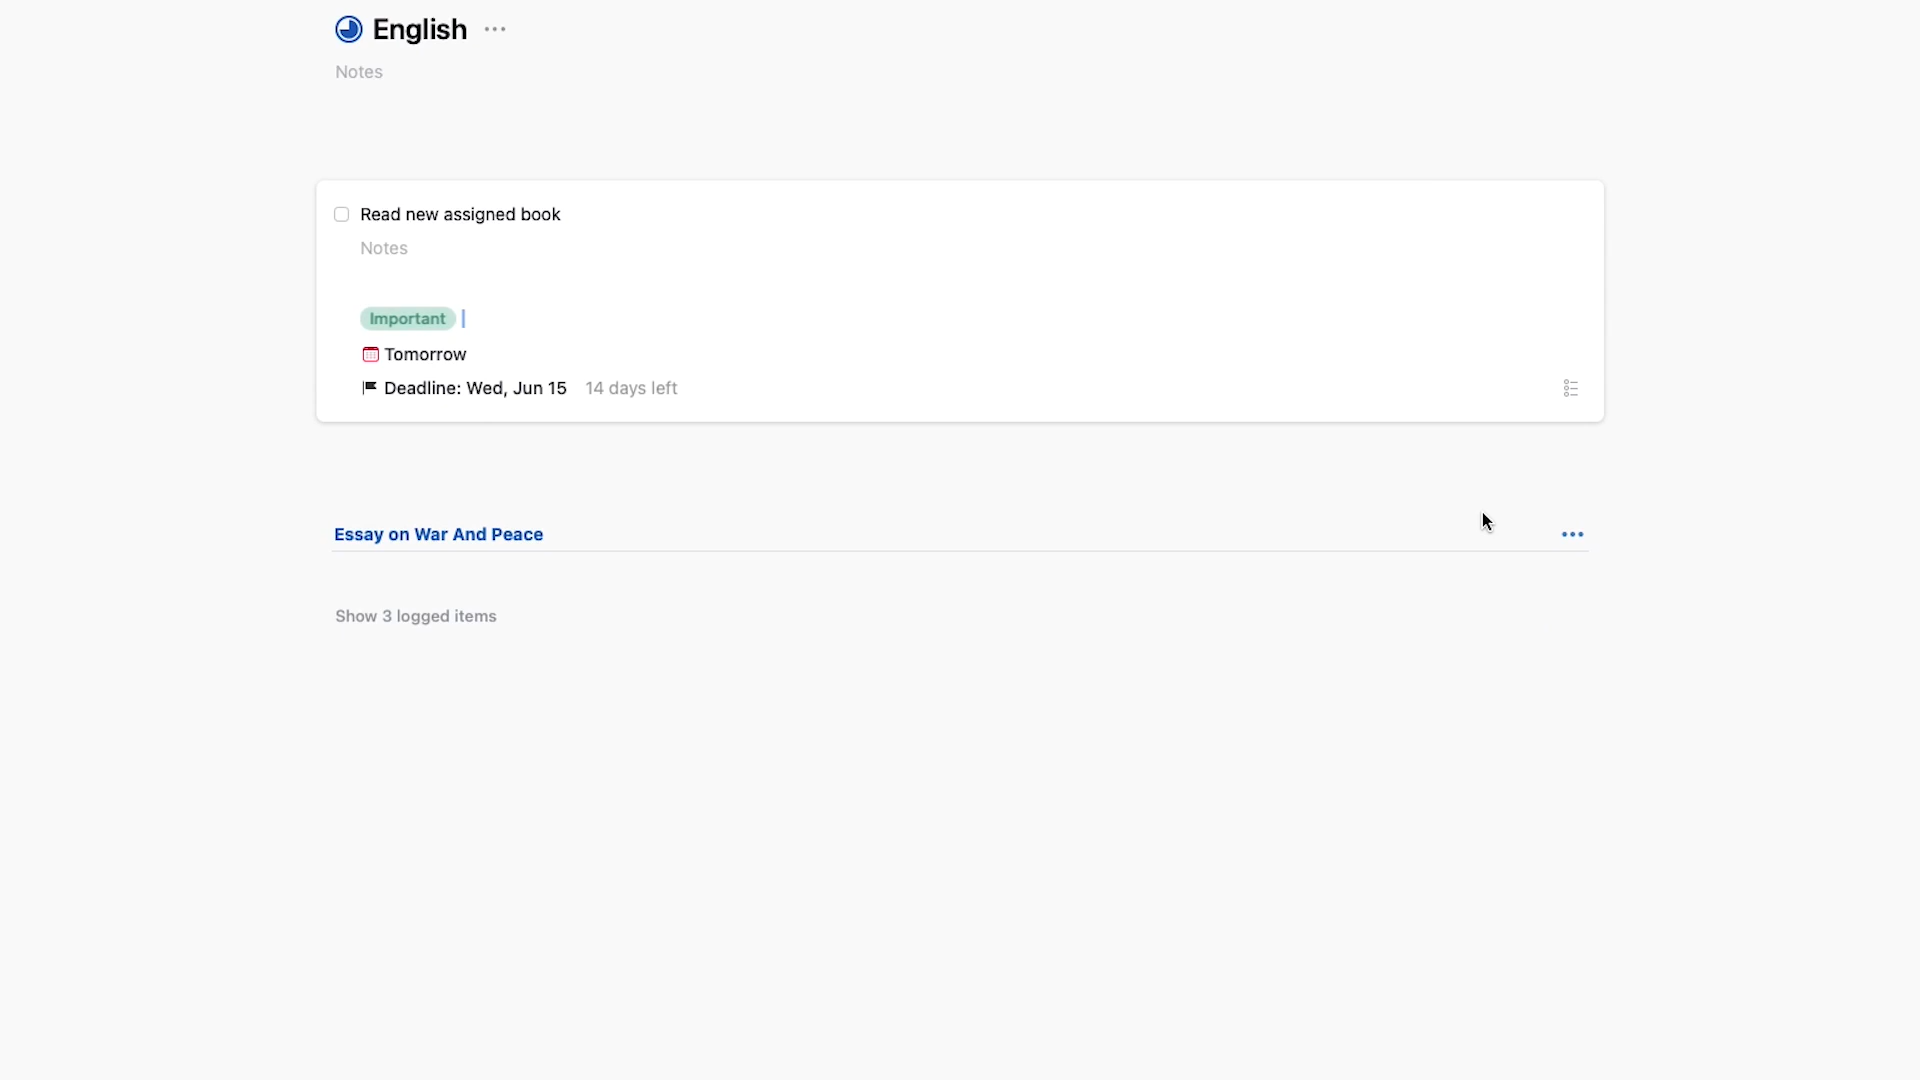 English
Notes
Read new assigned book
Notes
Important
Tomorrow
Deadline: Wed, Jun 15 14 days left
Essay on War And Peace
Show 3 logged items